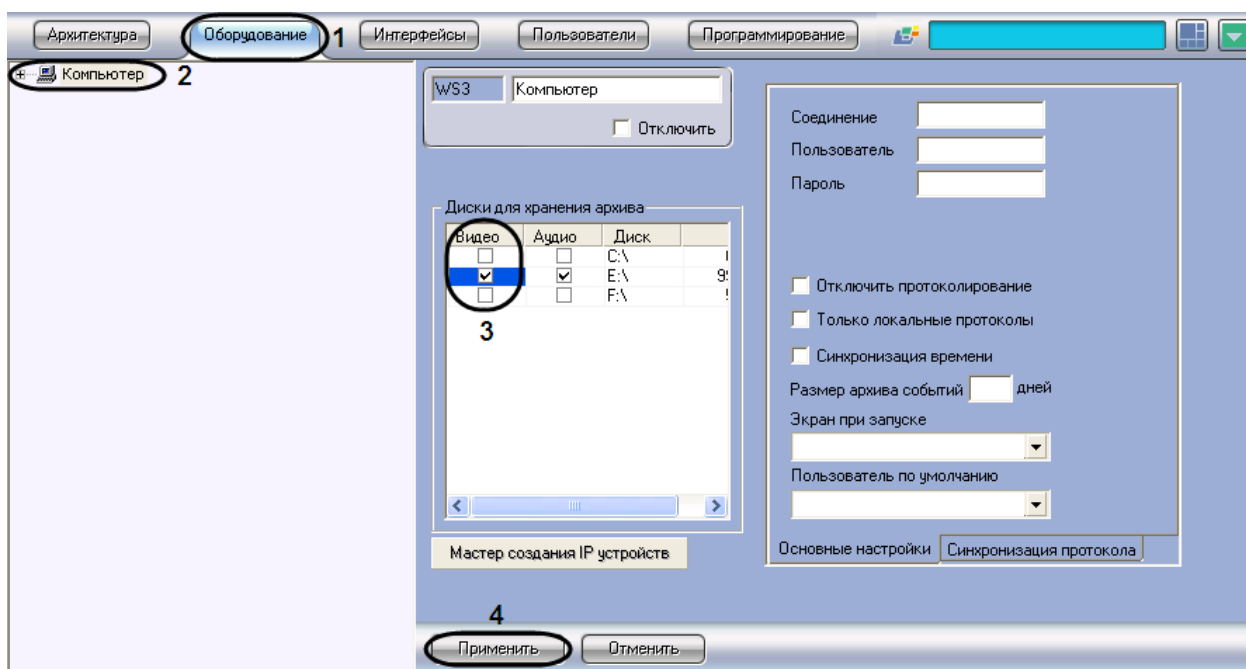 Архитектура Оборудование 1 Интерфейсы Пользователи Программирование
Компьютер 2
WS3 Компьютер
Отключить
Соединение
Пользователь
Пароль
Диски для хранения архива
Видео Аудио Диск
C:\
E:\
F:\
3
Отключить протоколирование
Только локальные протоколы
Синхронизация времени
Размер архива событий дней
Экран при запуске
Пользователь по умолчанию
Мастер создания IP устройств
Основные настройки Синхронизация протокола
4
Применить Отменить